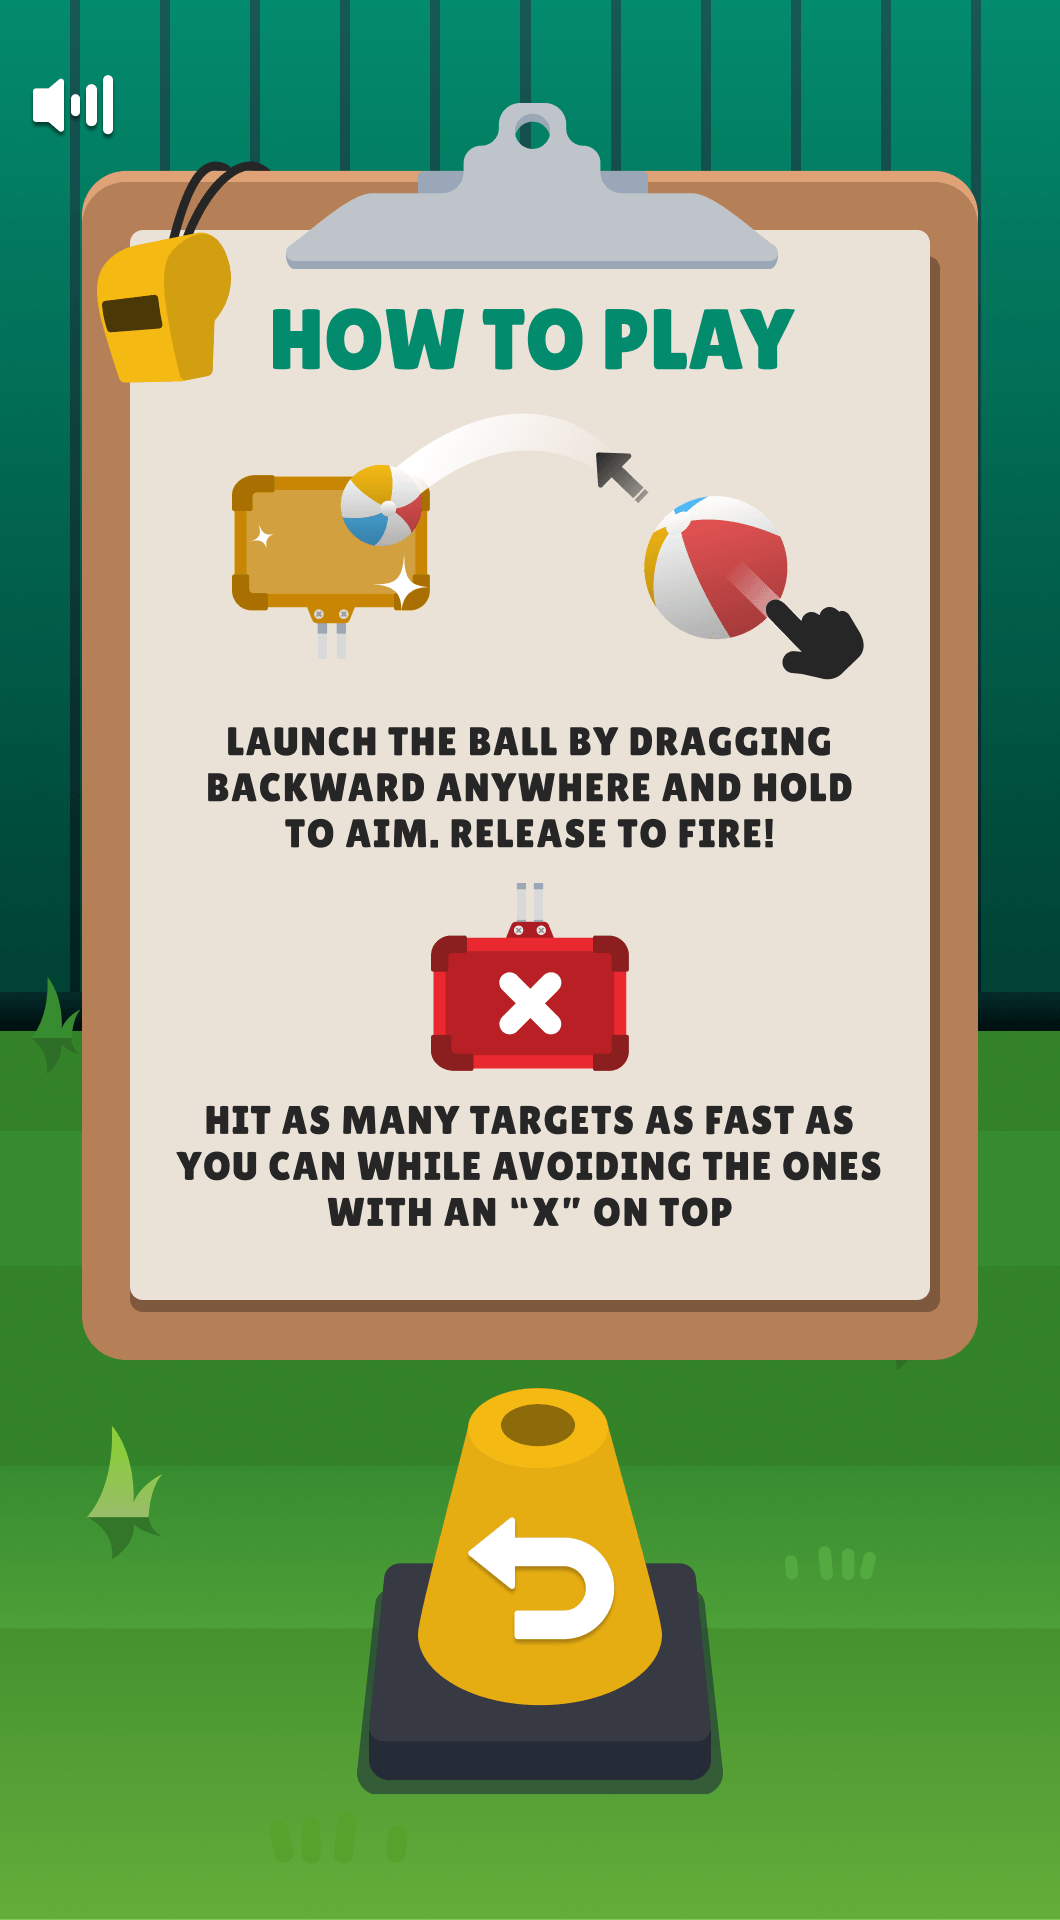 HOW TO PLAY
LAUNCH THE BALL BY DRAGGING
BACKWARD ANYWHERE AND HOLD
TO AIM. RELEASE TO FIRE!
HIT AS MANY TARGETS AS FAST AS
YOU CAN WHILE AVOIDING THE ONES
WITH AN “X” ON TOP